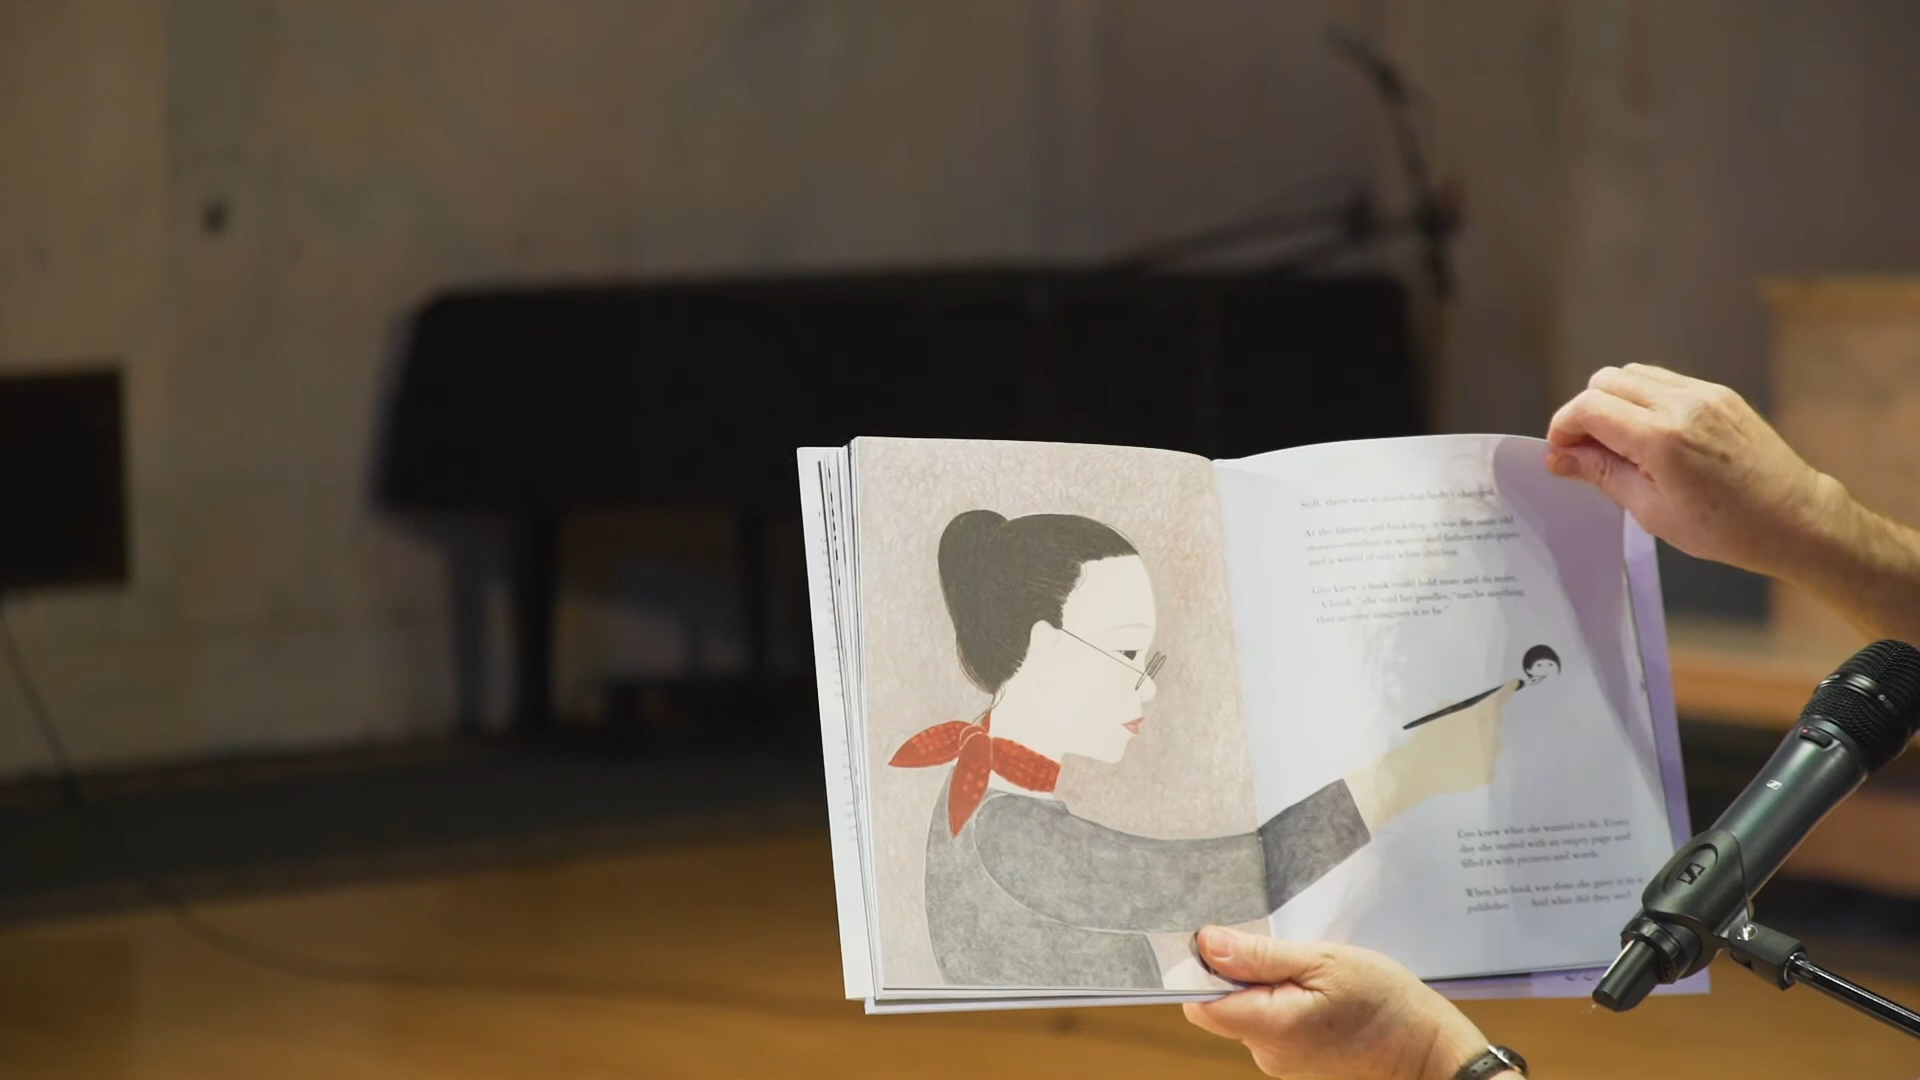 Still, there was so much that hadn't changed.
At the library and bookshop, it was the same old
stories—mothers in aprons and fathers with pipes
and a world of only white children.
Gyo knew a book could hold more and do more.
"A book," she told her poodles, "can be anything
that anyone imagines it to be."
Gyo knew what she wanted to do. Every
day she started with an empty page and
filled it with pictures and words.
When her book was done she gave it to a
publisher. And what did they see?